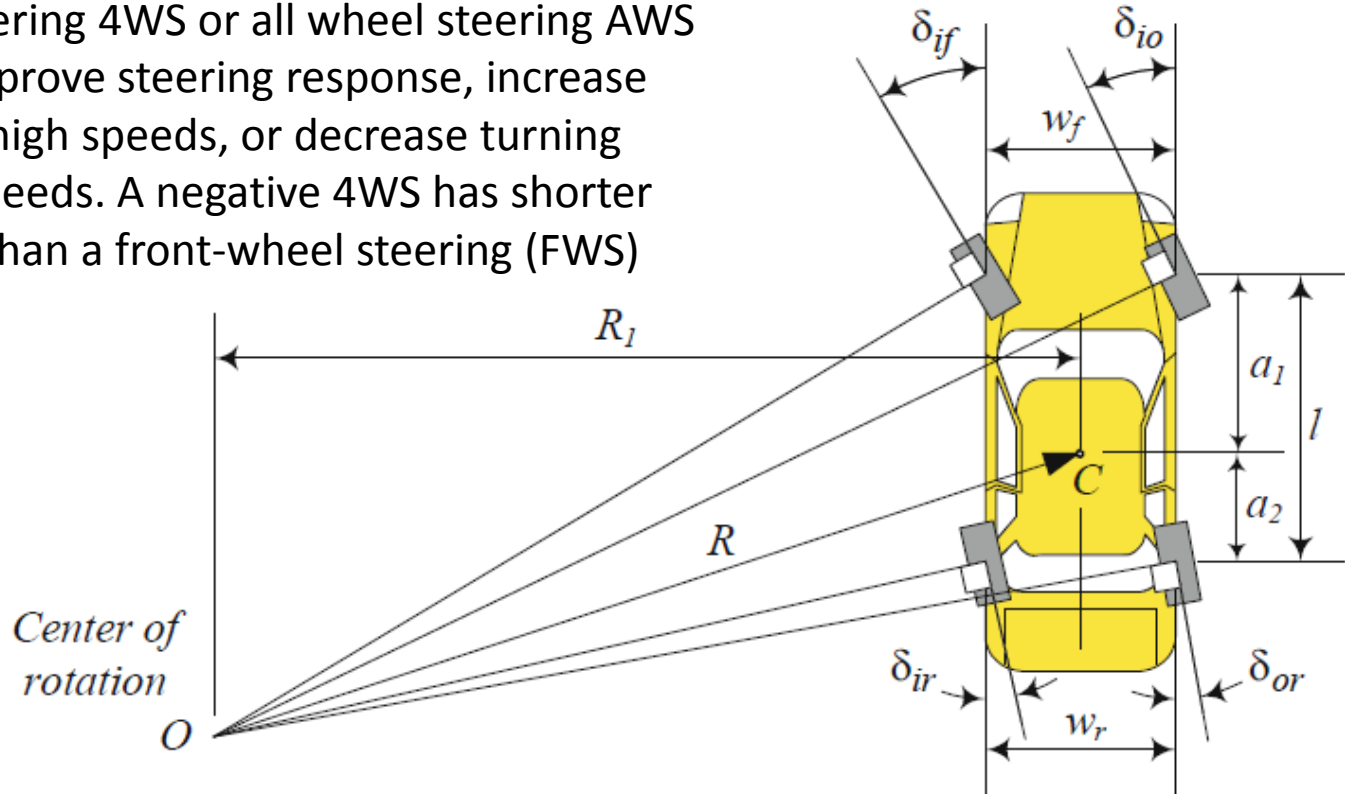 ering 4WS or all wheel steering AWS
prove steering response, increase
high speeds, or decrease turning
eeds. A negative 4WS has shorter
han a front-wheel steering (FWS)
δif
δio
wf
R1
a1
l
C
a2
R
Center of
rotation
O
δir
δor
wr